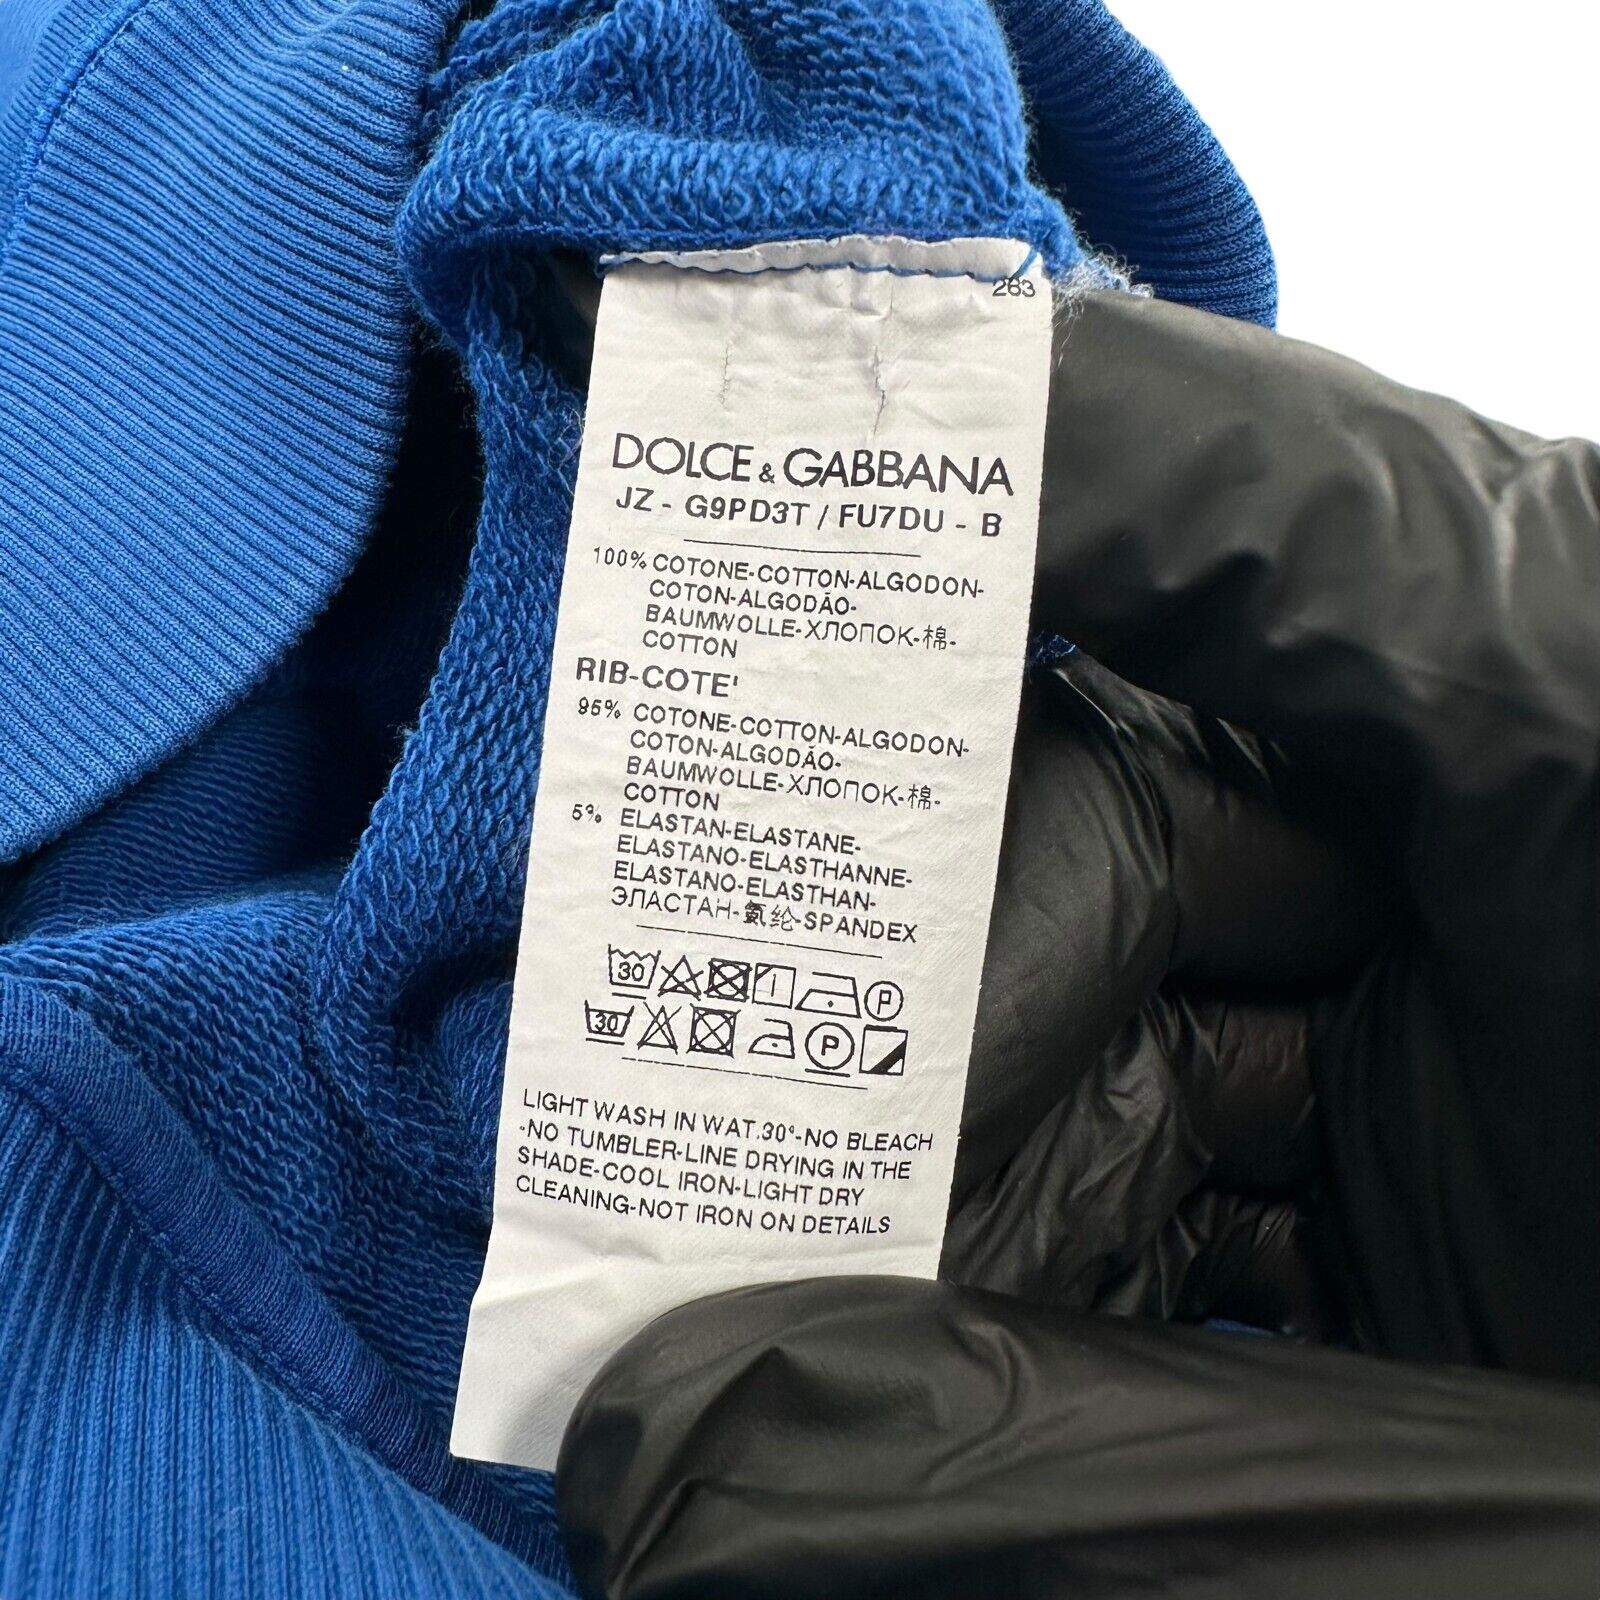 263
DOLCE & GABBANA
JZ - G9PD3T / FU7DU - B
100% COTONE-COTTON-ALGODON-
COTON-ALGODÃO-
BAUMWOLLE-ХЛОПОК-棉-
COTTON
RIB-COTE'
95% COTONE-COTTON-ALGODON-
COTON-ALGODÃO-
BAUMWOLLE-ХЛОПОК-棉-
COTTON
5% ELASTAN-ELASTANE-
ELASTANO-ELASTHANNE-
ELASTANO-ELASTHAN-
ЭЛАСТАН-氨纶-SPANDEX
30 P
30 P
LIGHT WASH IN WAT.30°-NO BLEACH
-NO TUMBLER-LINE DRYING IN THE
SHADE-COOL IRON-LIGHT DRY
CLEANING-NOT IRON ON DETAILS